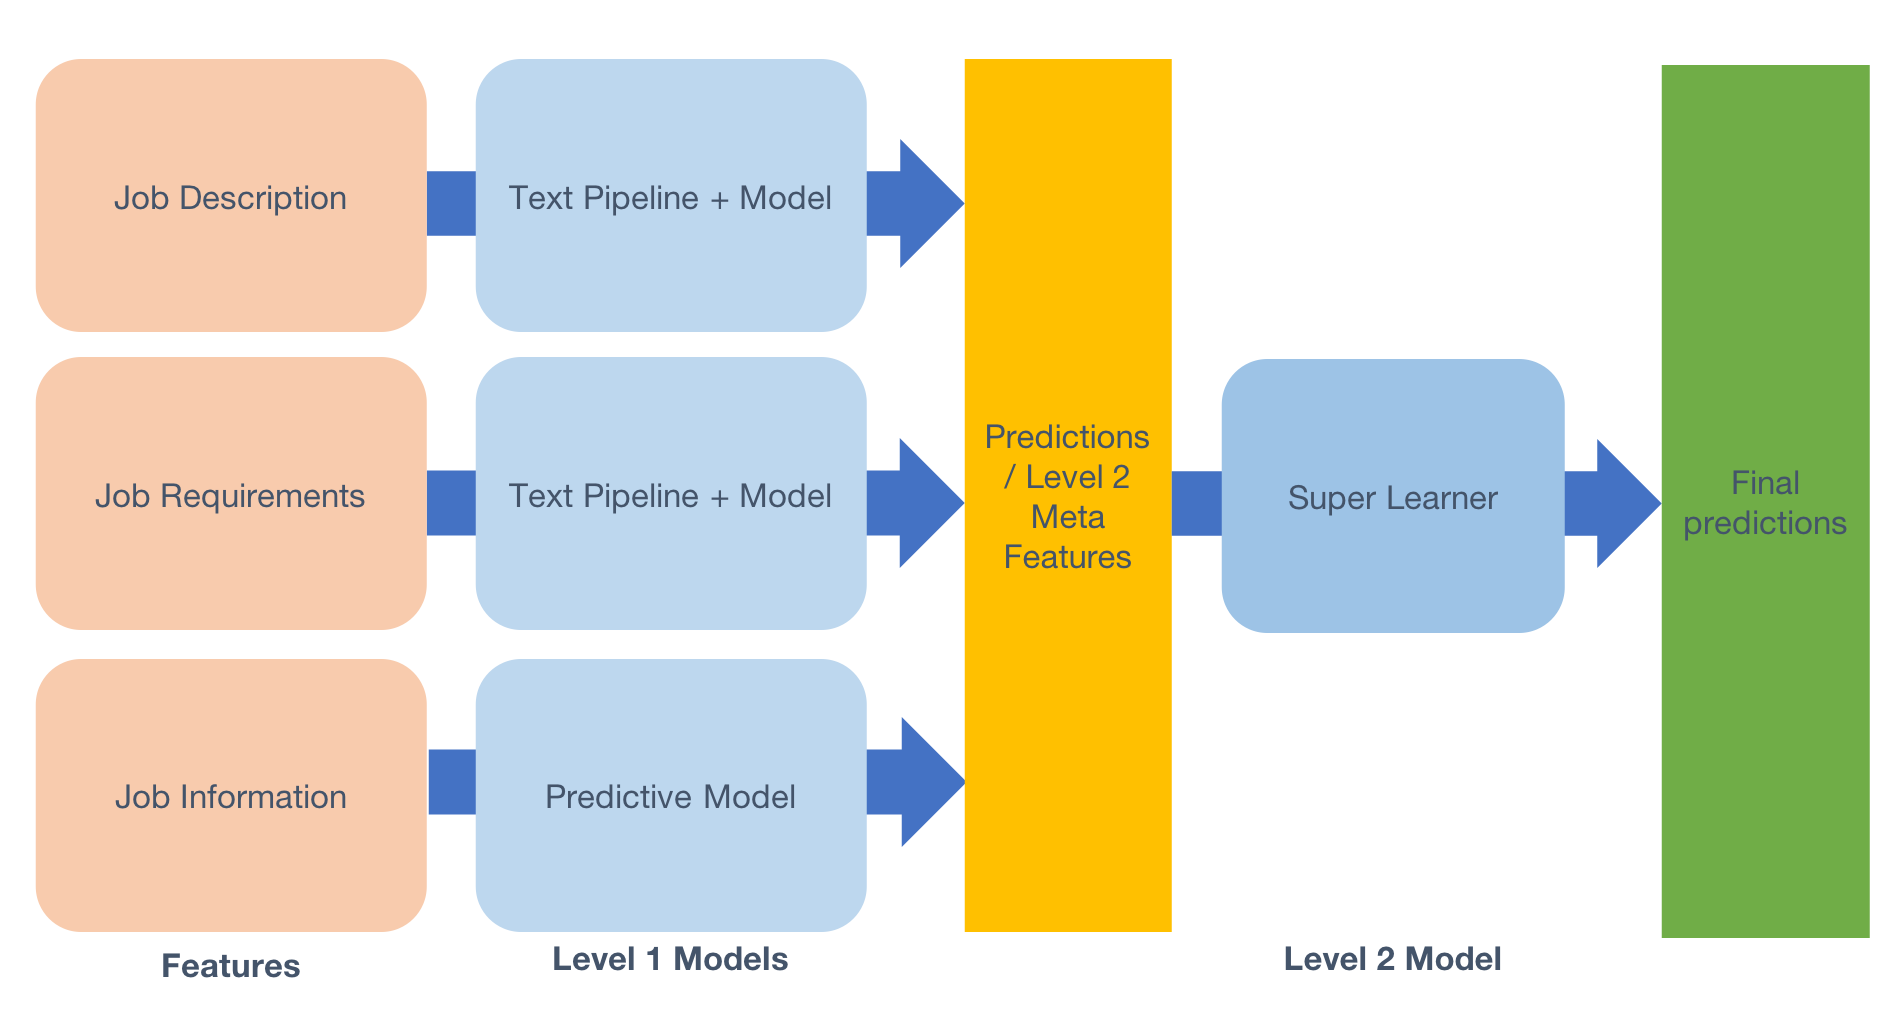 Job Description
Text Pipeline + Model
Job Requirements
Text Pipeline + Model
Job Information
Predictive Model
Predictions
/ Level 2
Meta
Features
Super Learner
Final
predictions
Features
Level 1 Models
Level 2 Model